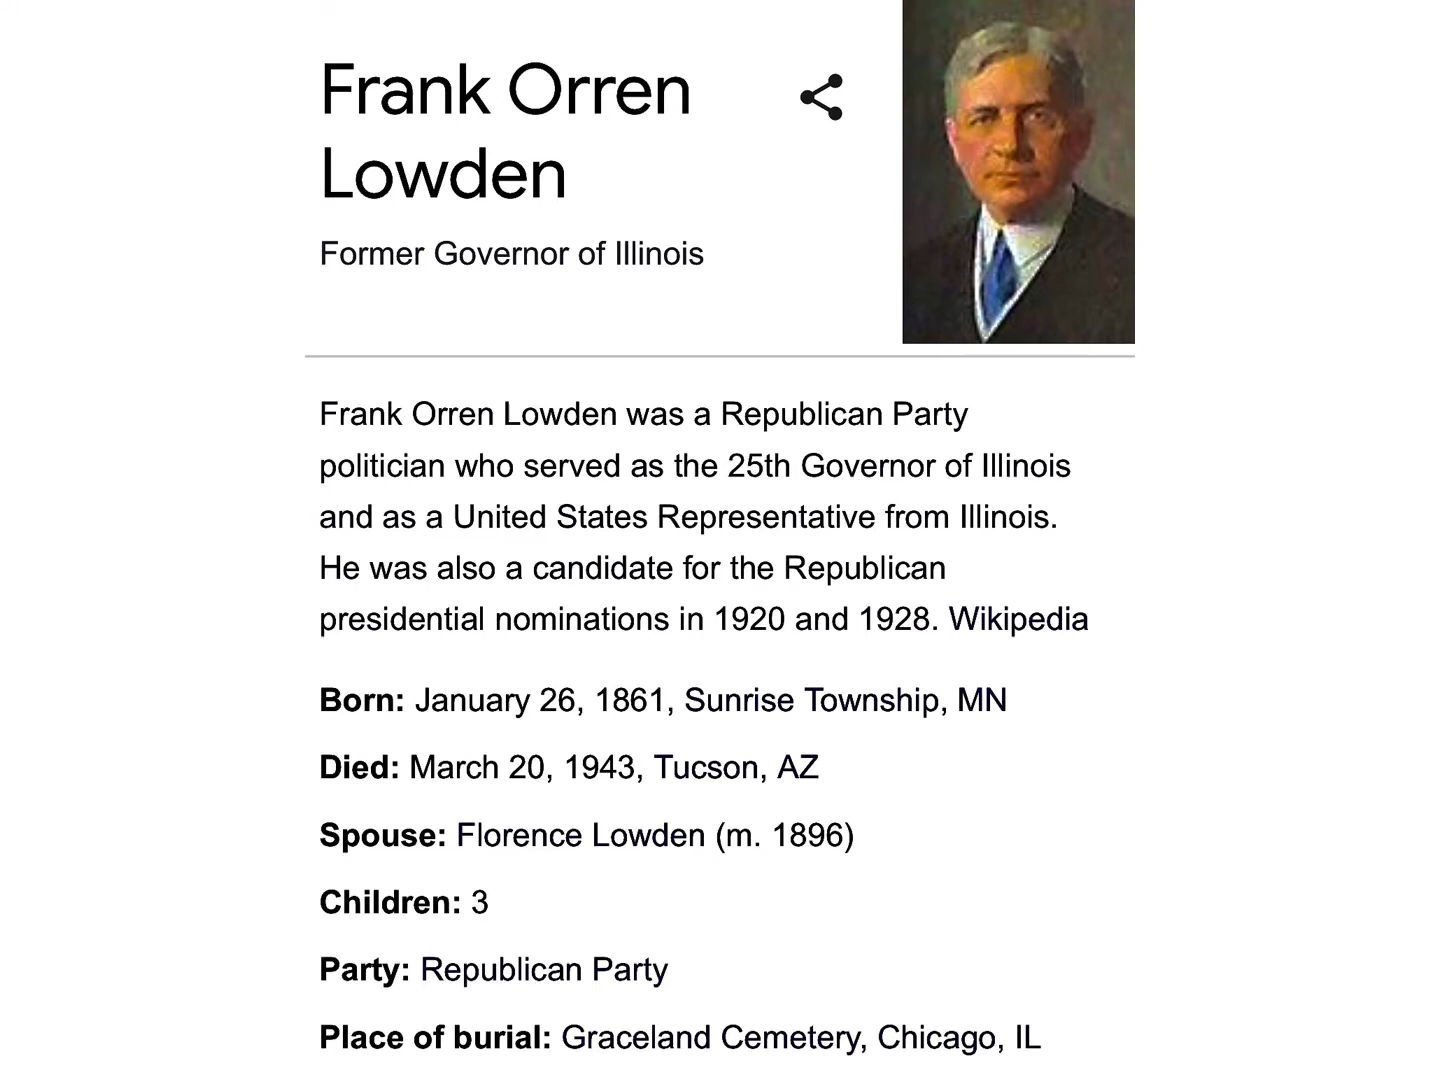 Frank Orren
Lowden
Former Governor of Illinois
Frank Orren Lowden was a Republican Party
politician who served as the 25th Governor of Illinois
and as a United States Representative from Illinois.
He was also a candidate for the Republican
presidential nominations in 1920 and 1928. Wikipedia
Born: January 26, 1861, Sunrise Township, MN
Died: March 20, 1943, Tucson, AZ
Spouse: Florence Lowden (m. 1896)
Children: 3
Party: Republican Party
Place of burial: Graceland Cemetery, Chicago, IL